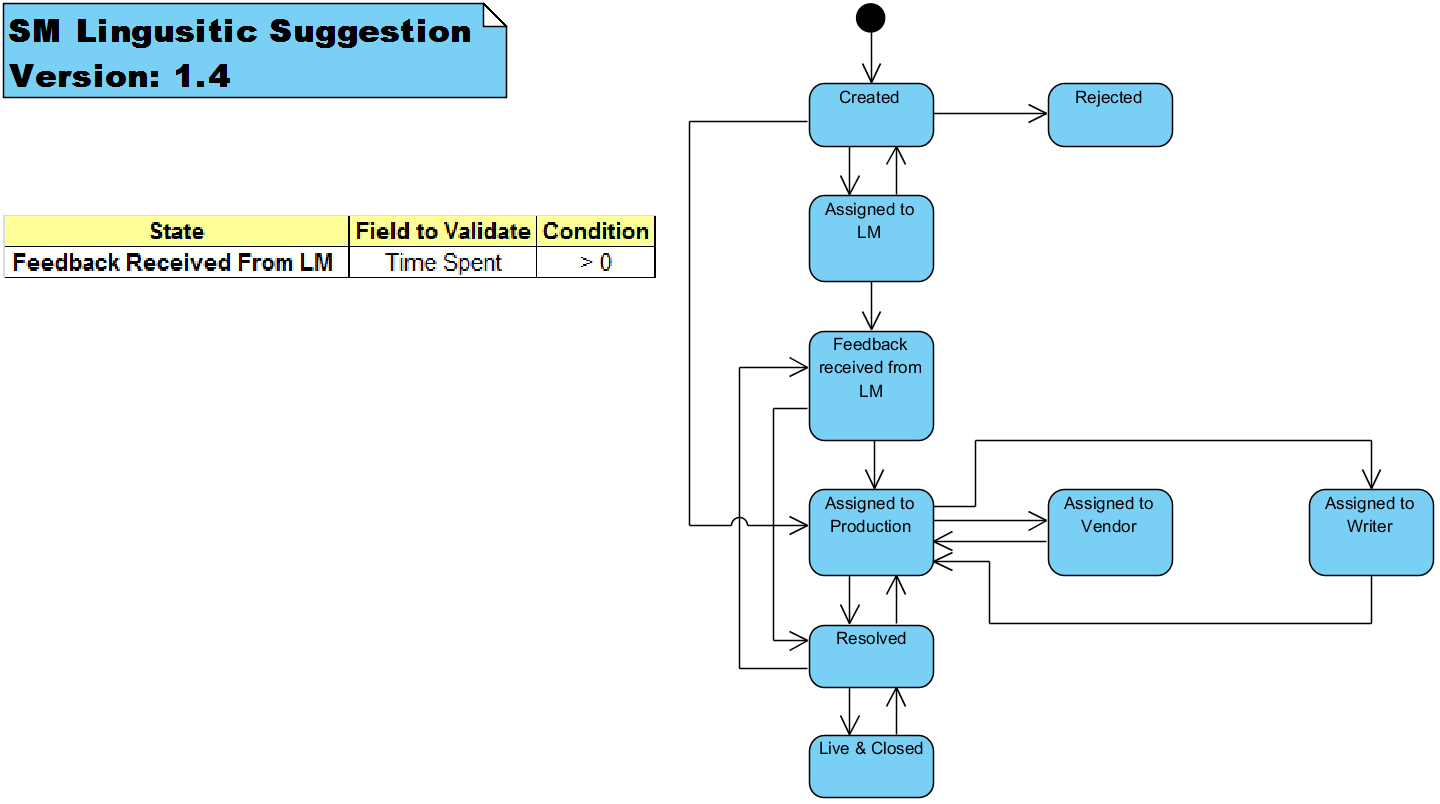 SM Lingusitic Suggestion
Version: 1.4
Created
Rejected
Assigned to
LM
State Field to Validate Condition
Feedback Received From LM Time Spent > 0
Feedback
received from
LM
Assigned to
Production
Assigned to
Vendor
Assigned to
Writer
Resolved
Live & Closed